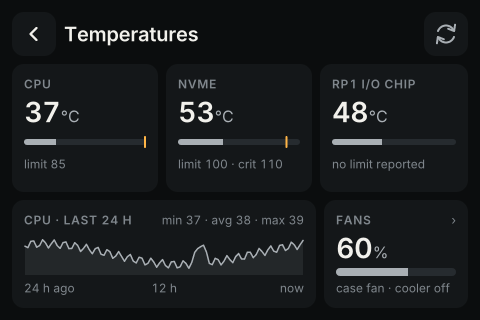 Temperatures
CPU
37°C
limit 85
NVME
53°C
limit 100 · crit 110
RP1 I/O CHIP
48°C
no limit reported
CPU · LAST 24 H
min 37 · avg 38 · max 39
24 h ago
12 h
now
FANS
60%
case fan · cooler off